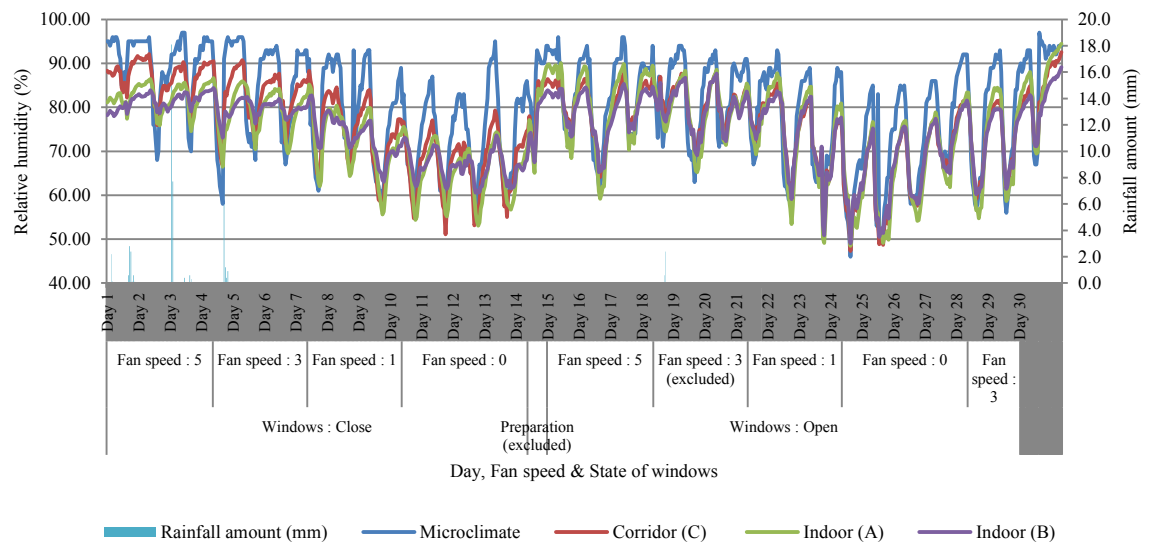 100.00
90.00
80.00
70.00
60.00
50.00
40.00
Relative humidity (%)
20.0
18.0
16.0
14.0
12.0
10.0
8.0
6.0
4.0
2.0
0.0
Rainfall amount (mm)
Day 1
Day 2
Day 3
Day 4
Day 5
Day 6
Day 7
Day 8
Day 9
Day 10
Day 11
Day 12
Day 13
Day 14
Day 15
Day 16
Day 17
Day 18
Day 19
Day 20
Day 21
Day 22
Day 23
Day 24
Day 25
Day 26
Day 27
Day 28
Day 29
Day 30
Fan speed : 5
Fan speed : 3
Fan speed : 1
Fan speed : 0
Fan speed : 5
Fan speed : 3
(excluded)
Fan speed : 1
Fan speed : 0
Fan
speed :
3
Windows : Close
Preparation
(excluded)
Windows : Open
Day, Fan speed & State of windows
Rainfall amount (mm)
Microclimate
Corridor (C)
Indoor (A)
Indoor (B)